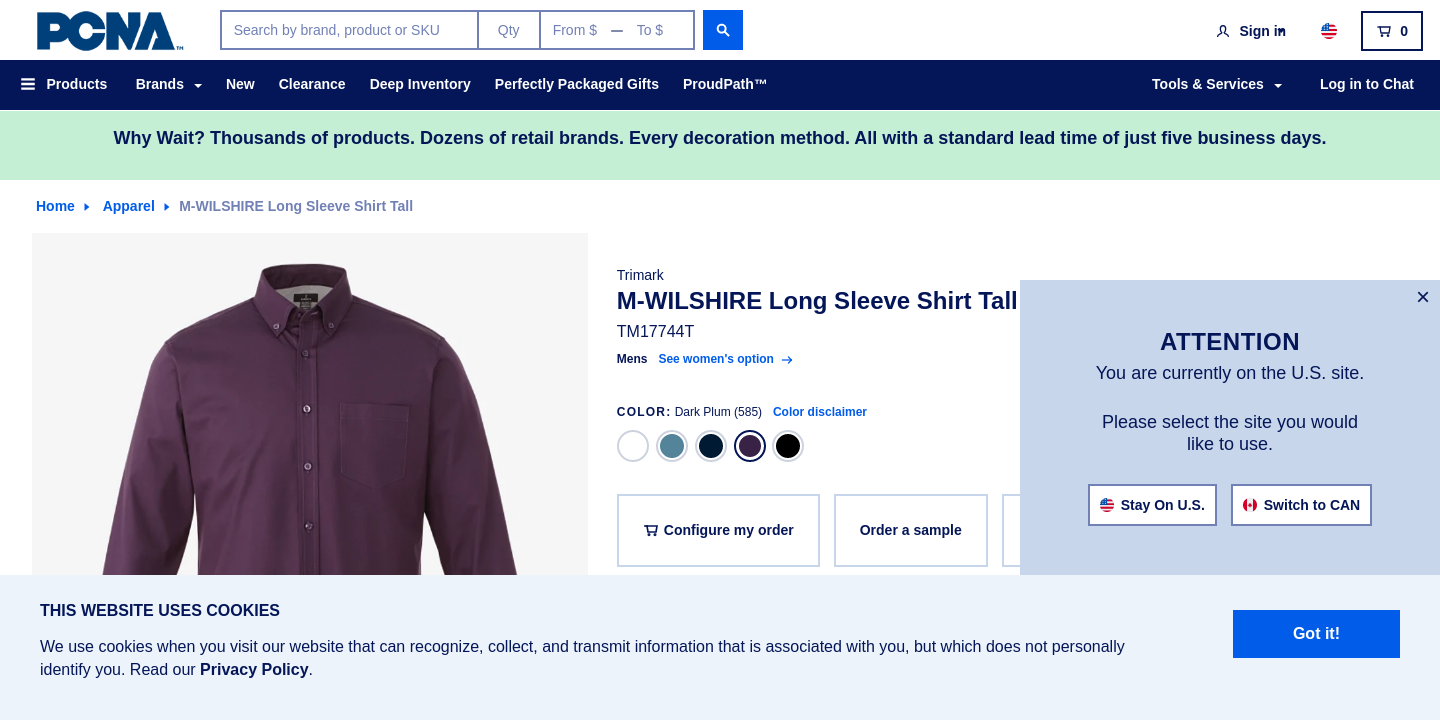 PCNA™
Search by brand, product or SKU
Qty
From $ — To $
Sign in
0
Products
Brands
New
Clearance
Deep Inventory
Perfectly Packaged Gifts
ProudPath™
Tools & Services
Log in to Chat
Why Wait? Thousands of products. Dozens of retail brands. Every decoration method. All with a standard lead time of just five business days.
Home
Apparel
M-WILSHIRE Long Sleeve Shirt Tall
Trimark
M-WILSHIRE Long Sleeve Shirt Tall
TM17744T
Mens See women's option
COLOR: Dark Plum (585) Color disclaimer
Configure my order
Order a sample
×
ATTENTION
You are currently on the U.S. site.
Please select the site you would
like to use.
Stay On U.S.
Switch to CAN
THIS WEBSITE USES COOKIES
We use cookies when you visit our website that can recognize, collect, and transmit information that is associated with you, but which does not personally
identify you. Read our Privacy Policy.
Got it!